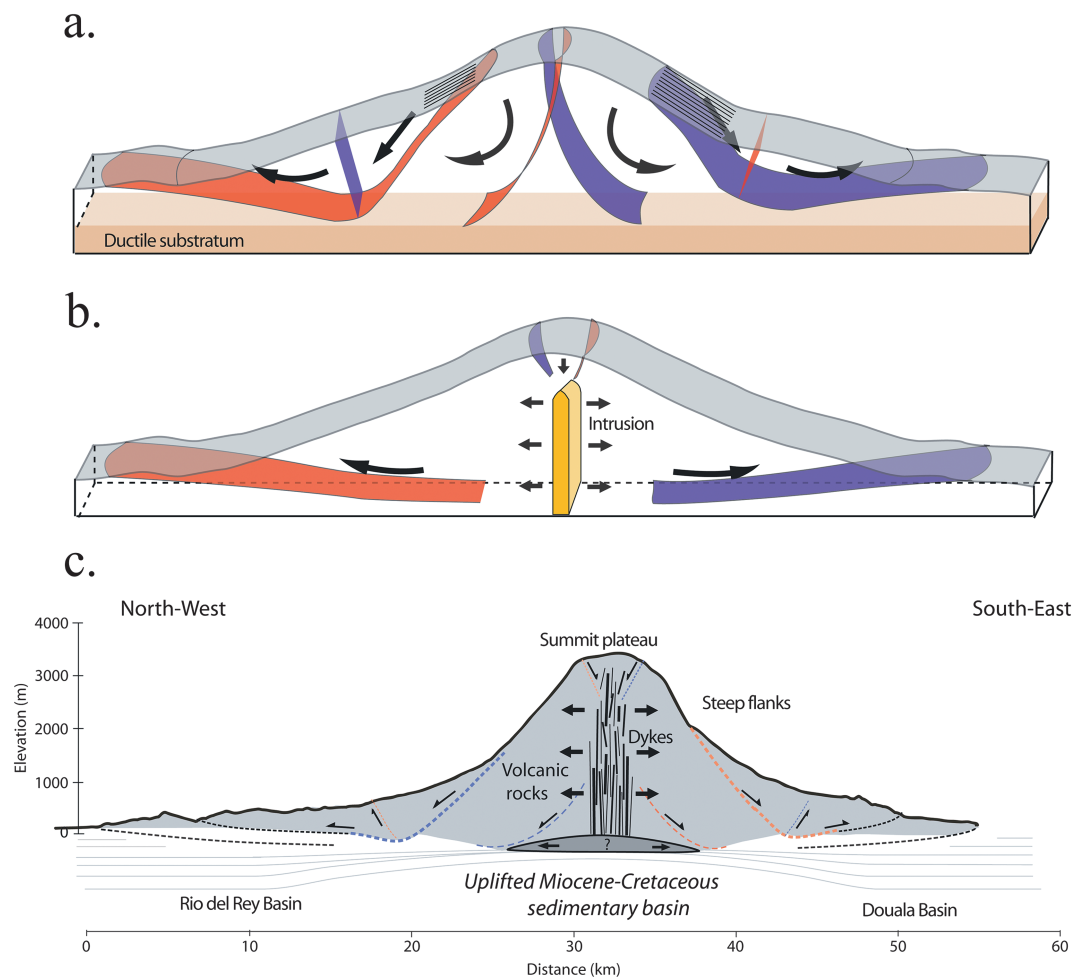 a.
Ductile substratum
b.
Intrusion
c.
North-West
South-East
4000
3000
2000
1000
0
Elevation (m)
Summit plateau
Steep flanks
Dykes
Volcanic
rocks
?
Uplifted Miocene-Cretaceous
sedimentary basin
Rio del Rey Basin
Douala Basin
0 10 20 30 40 50 60
Distance (km)